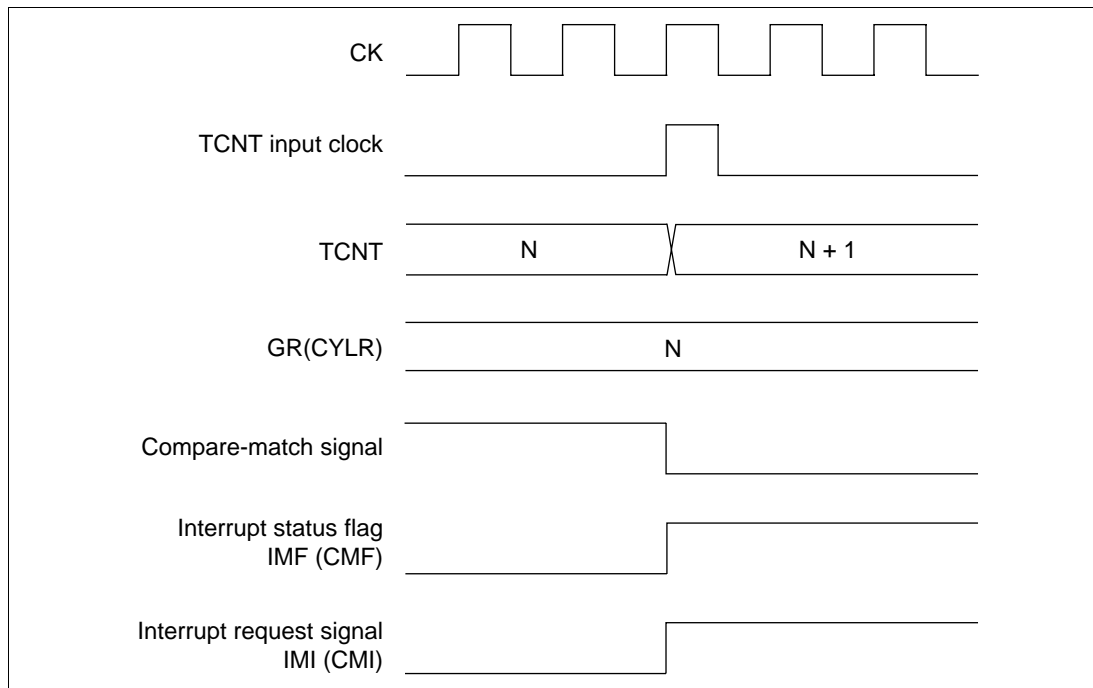 CK
TCNT input clock
TCNT
N
N + 1
GR(CYLR)
N
Compare-match signal
Interrupt status flag
IMF (CMF)
Interrupt request signal
IMI (CMI)